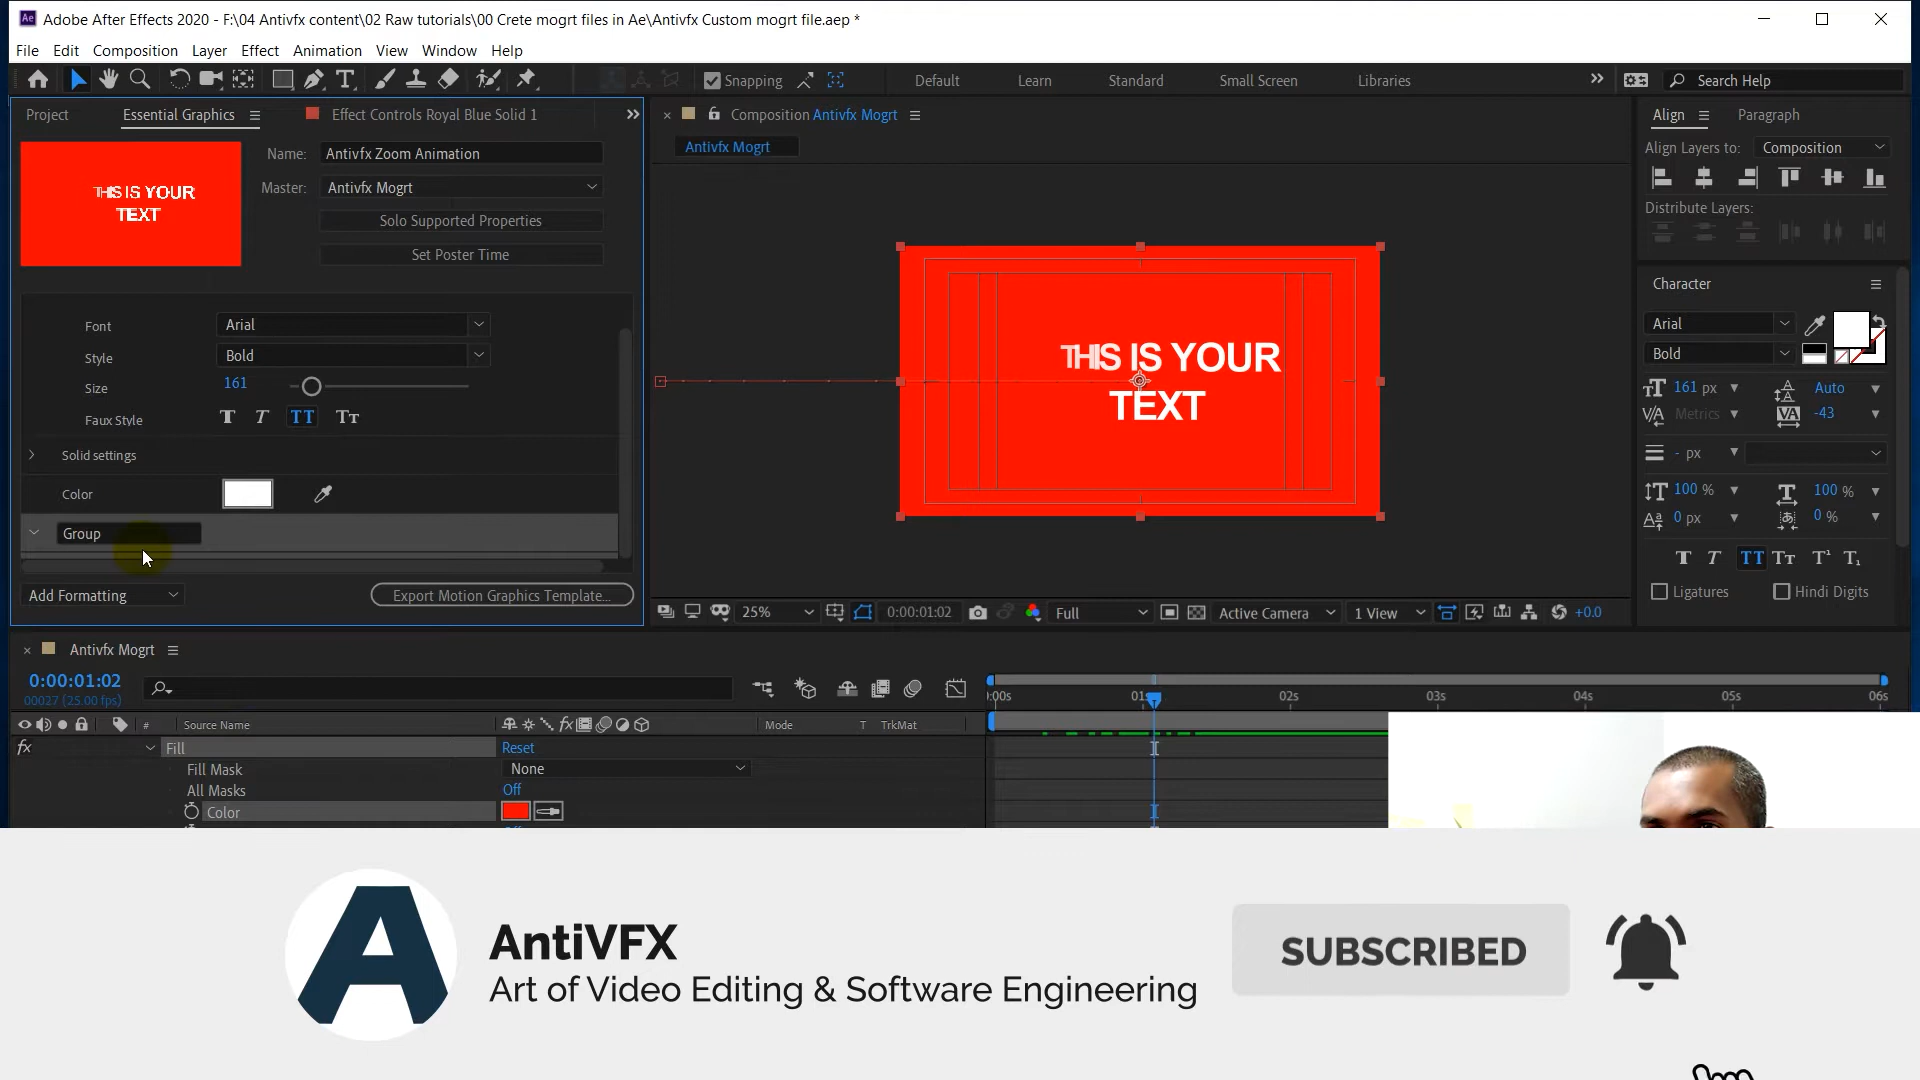 Ae Adobe After Effects 2020 - F:\04 Antivfx content\02 Raw tutorials\00 Crete mogrt files in Ae\Antivfx Custom mogrt file.aep *
File Edit Composition Layer Effect Animation View Window Help
Snapping
Default Learn Standard Small Screen Libraries
Search Help
Project Essential Graphics Effect Controls Royal Blue Solid 1
Name: Antivfx Zoom Animation
Master: Antivfx Mogrt
Solo Supported Properties
Set Poster Time
THIS IS YOUR
TEXT
Font Arial
Style Bold
Size 161
Faux Style T T TT Tt
Solid settings
Color
Group
Add Formatting
Export Motion Graphics Template...
Composition Antivfx Mogrt
Antivfx Mogrt
THIS IS YOUR
TEXT
25% 0:00:01:02 Full Active Camera 1 View +0.0
Align Paragraph
Align Layers to: Composition
Distribute Layers:
Character
Arial
Bold
161 px Auto
Metrics -43
- px
100 % 100 %
0 px 0 %
T T TT Tt T¹ T₁
Ligatures Hindi Digits
Antivfx Mogrt
0:00:01:02
00027 (25.00 fps)
# Source Name Mode T TrkMat
:00s 01s 02s 03s 04s 05s 06s
fx Fill Reset
Fill Mask None
All Masks Off
Color
A
AntiVFX
Art of Video Editing & Software Engineering
SUBSCRIBED